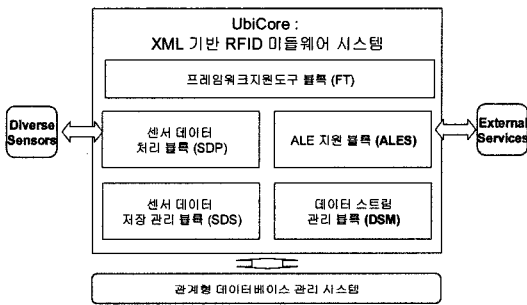 UbiCore :
XML 기반 RFID 미들웨어 시스템
프레임워크지원도구 블록 (FT)
Diverse
Sensors
센서 데이터
처리 블록 (SDP)
ALE 지원 블록 (ALES)
External
Services
센서 데이터
저장 관리 블록 (SDS)
데이터 스트림
관리 블록 (DSM)
관계형 데이터베이스 관리 시스템